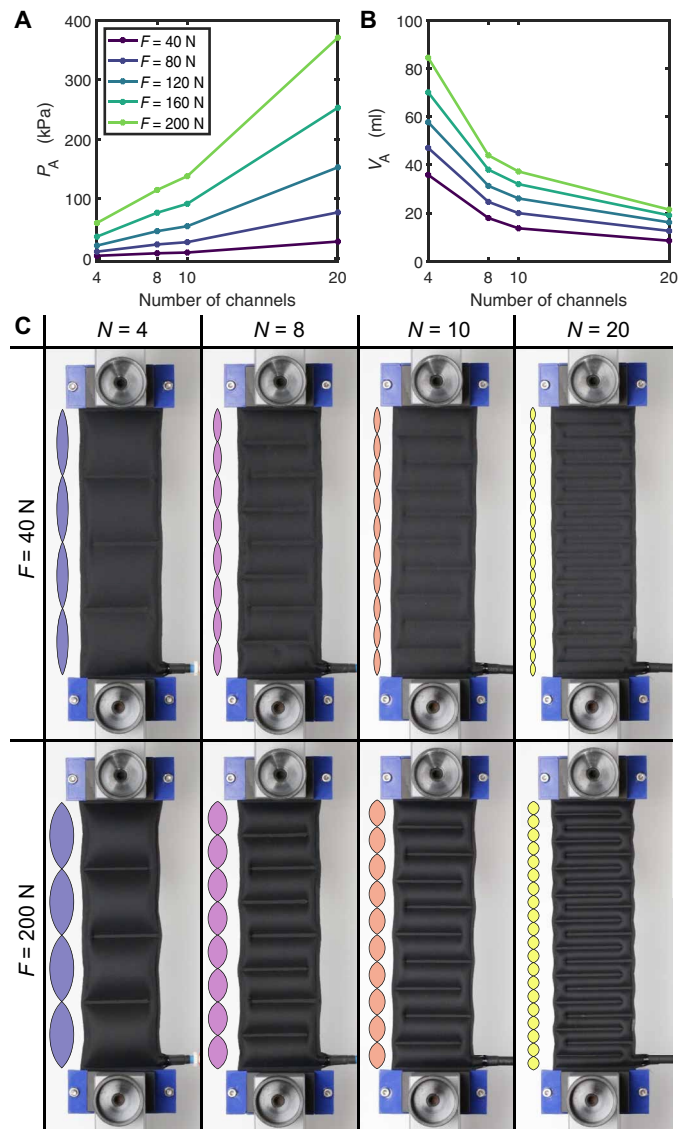 A
B
400
300
200
100
0
P_A (kPa)
4
8
10
20
Number of channels
F = 40 N
F = 80 N
F = 120 N
F = 160 N
F = 200 N
100
80
60
40
20
0
V_A (ml)
4
8
10
20
Number of channels
C
N = 4
N = 8
N = 10
N = 20
F = 40 N
F = 200 N